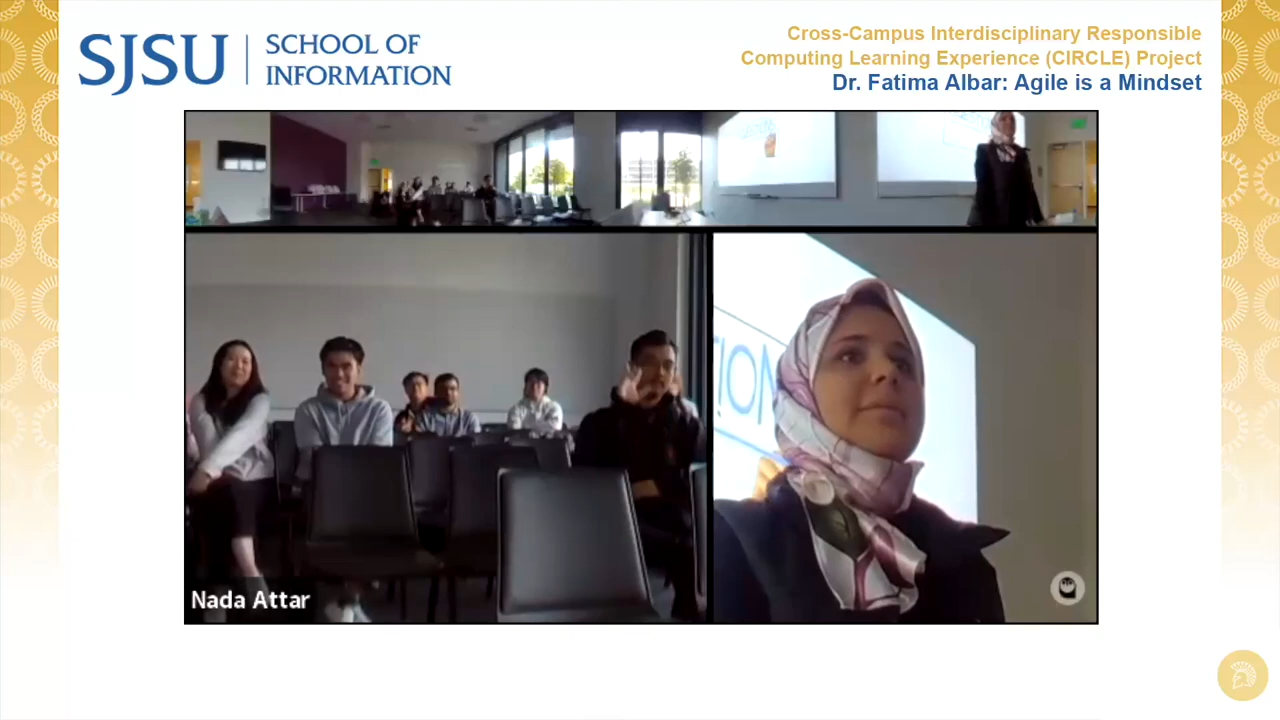 SJSU
SCHOOL OF
INFORMATION
Cross-Campus Interdisciplinary Responsible
Computing Learning Experience (CIRCLE) Project
Dr. Fatima Albar: Agile is a Mindset
TION
Nada Attar